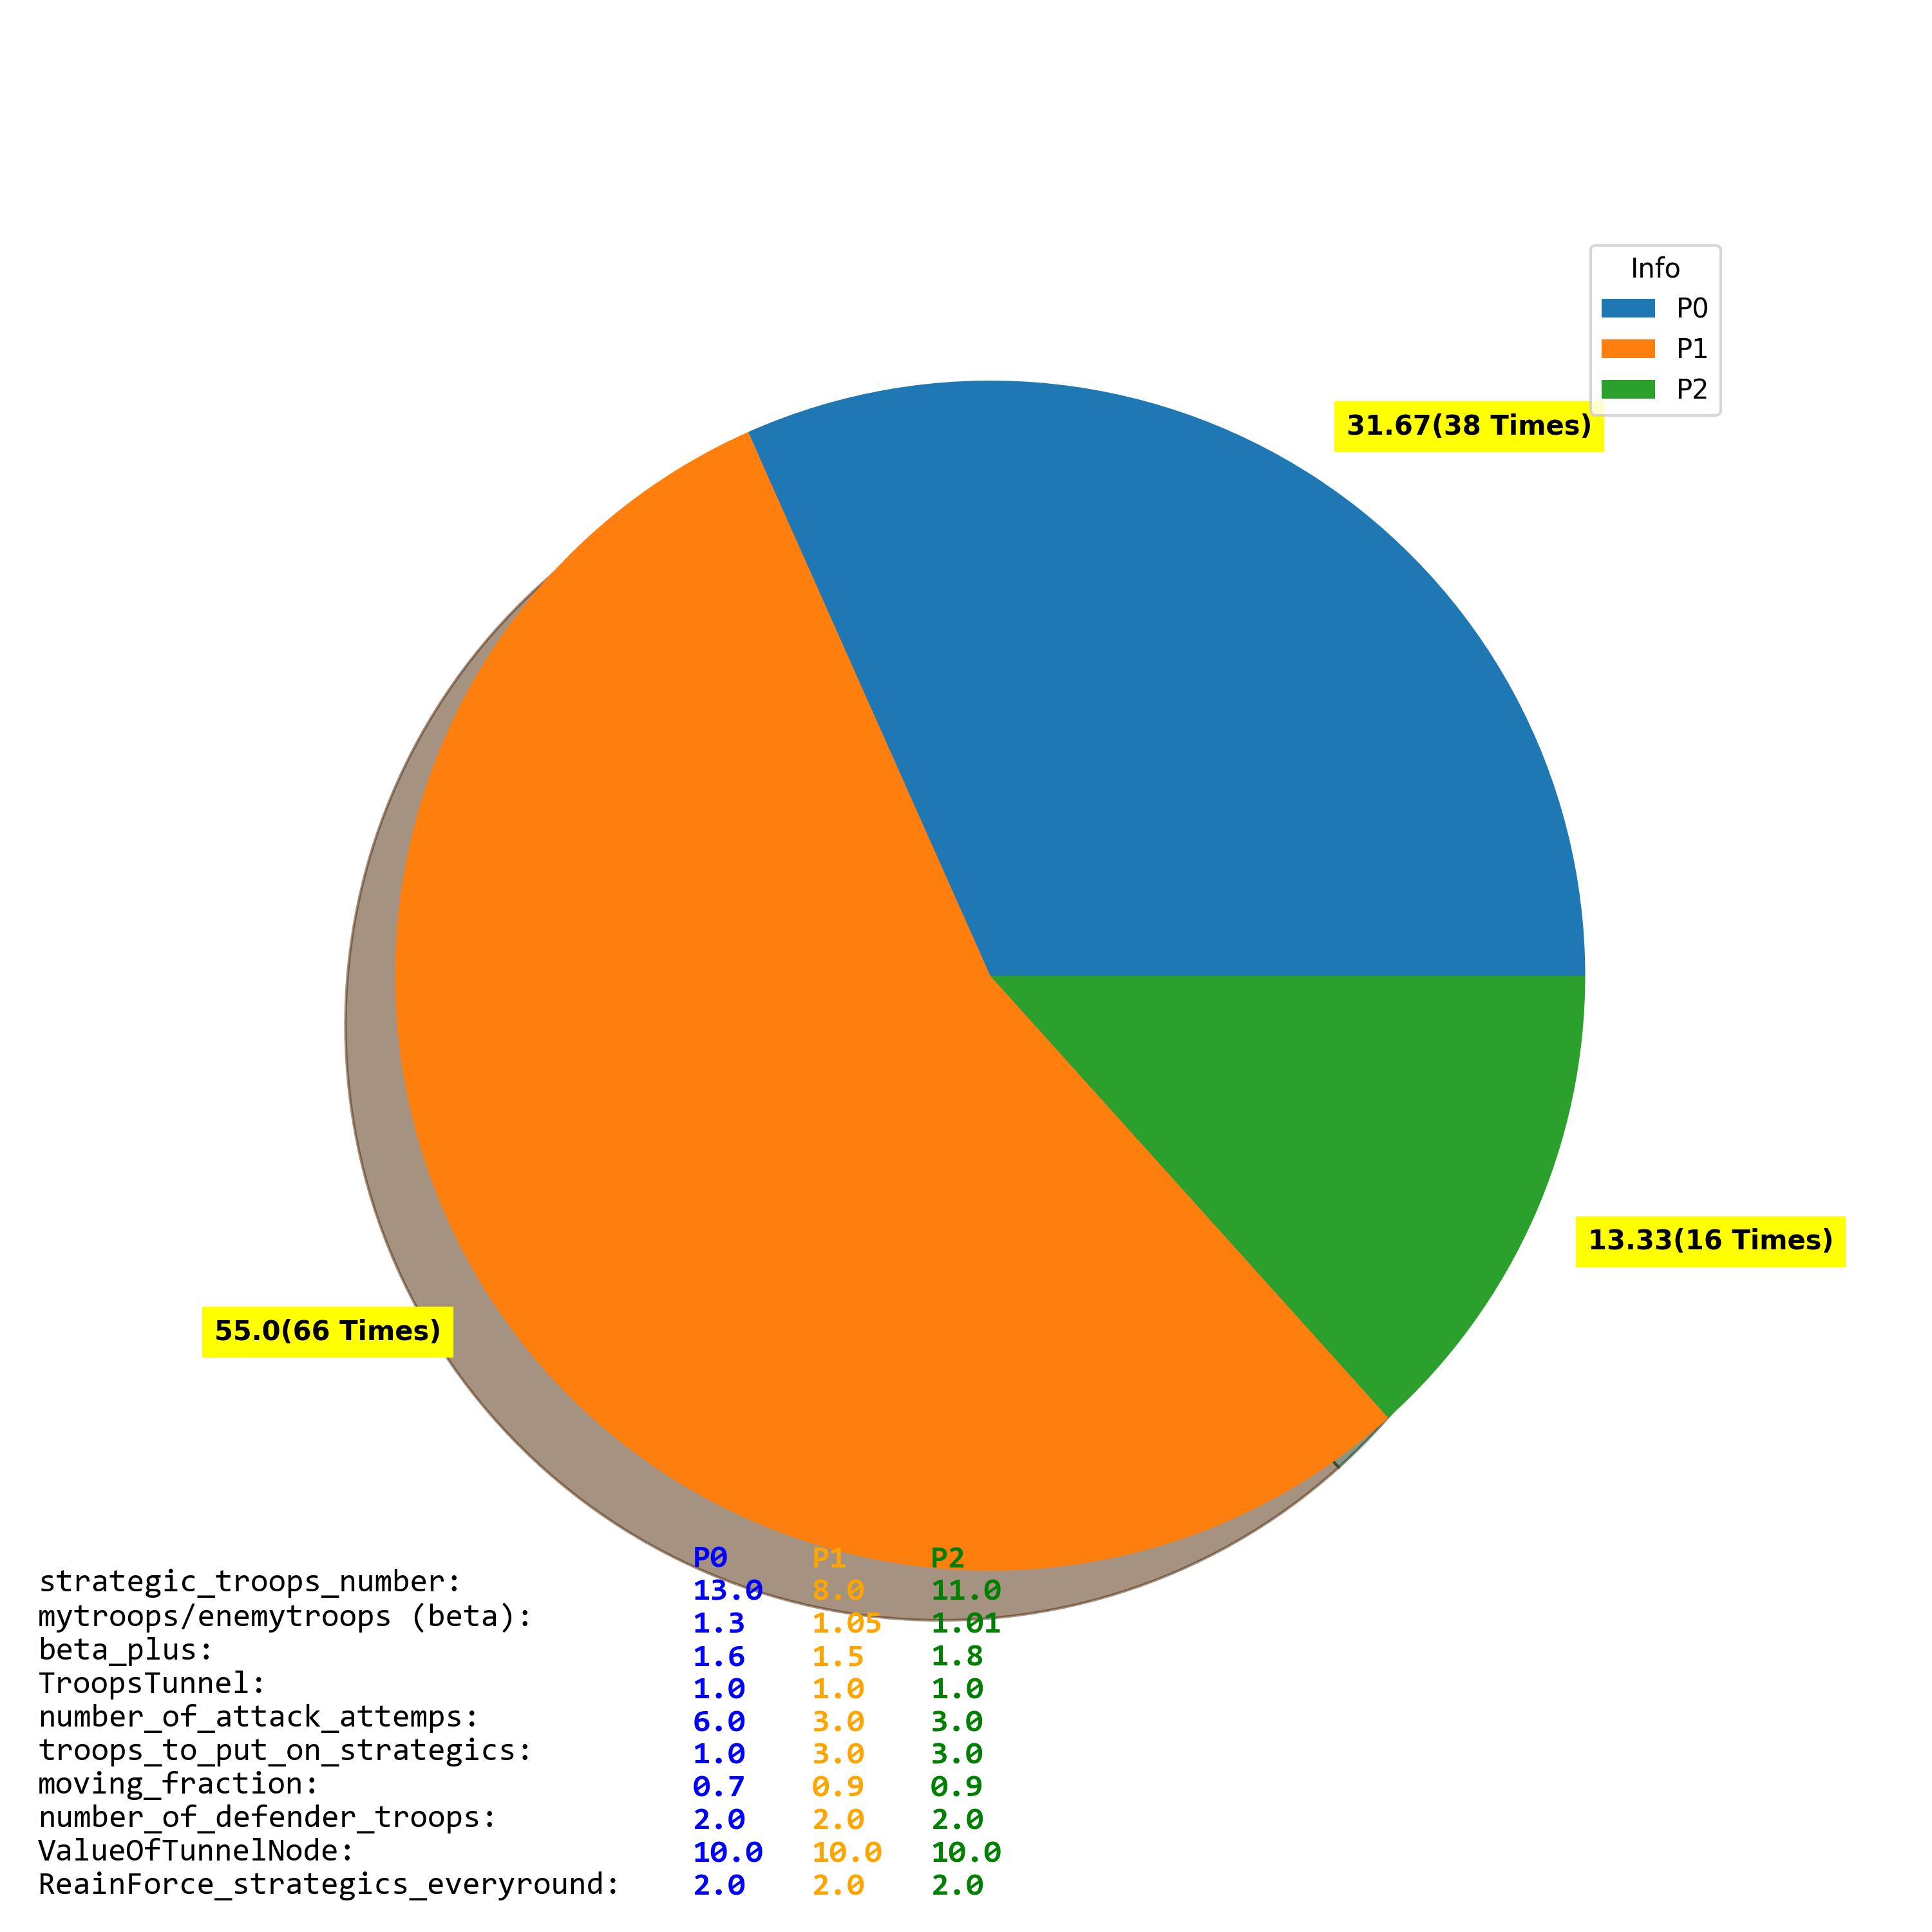 Info
P0
P1
P2
31.67(38 Times)
13.33(16 Times)
55.0(66 Times)
P0 P1 P2
strategic_troops_number: 13.0 8.0 11.0
mytroops/enemytroops (beta): 1.3 1.05 1.01
beta_plus: 1.6 1.5 1.8
TroopsTunnel: 1.0 1.0 1.0
number_of_attack_attemps: 6.0 3.0 3.0
troops_to_put_on_strategics: 1.0 3.0 3.0
moving_fraction: 0.7 0.9 0.9
number_of_defender_troops: 2.0 2.0 2.0
ValueOfTunnelNode: 10.0 10.0 10.0
ReainForce_strategics_everyround: 2.0 2.0 2.0